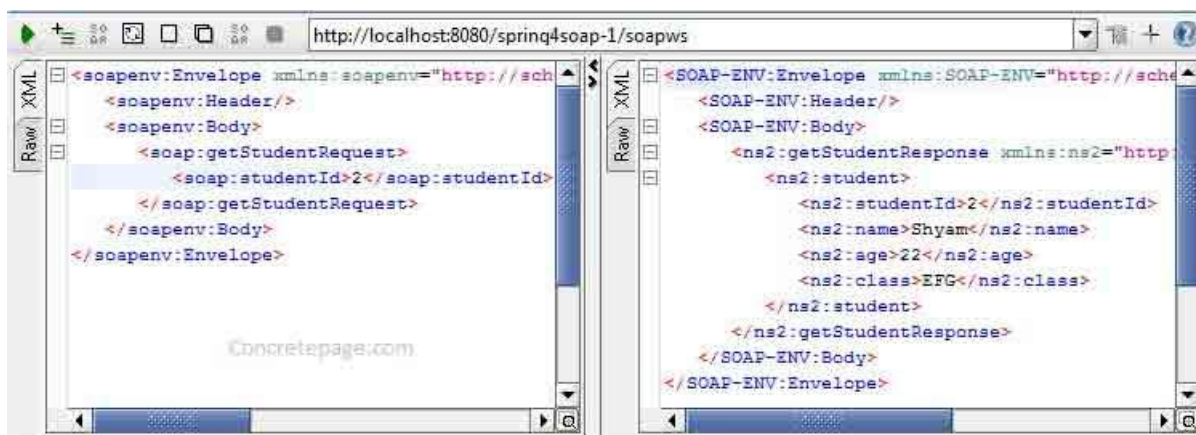 http://localhost:8080/spring4soap-1/soapws
XML
Raw
<soapenv:Envelope xmlns:soapenv="http://sch
<soapenv:Header/>
<soapenv:Body>
<soap:getStudentRequest>
<soap:studentId>2</soap:studentId>
</soap:getStudentRequest>
</soapenv:Body>
</soapenv:Envelope>
Concretepage.com
XML
Raw
<SOAP-ENV:Envelope xmlns:SOAP-ENV="http://sche
<SOAP-ENV:Header/>
<SOAP-ENV:Body>
<ns2:getStudentResponse xmlns:ns2="http:
<ns2:student>
<ns2:studentId>2</ns2:studentId>
<ns2:name>Shyam</ns2:name>
<ns2:age>22</ns2:age>
<ns2:class>EFG</ns2:class>
</ns2:student>
</ns2:getStudentResponse>
</SOAP-ENV:Body>
</SOAP-ENV:Envelope>